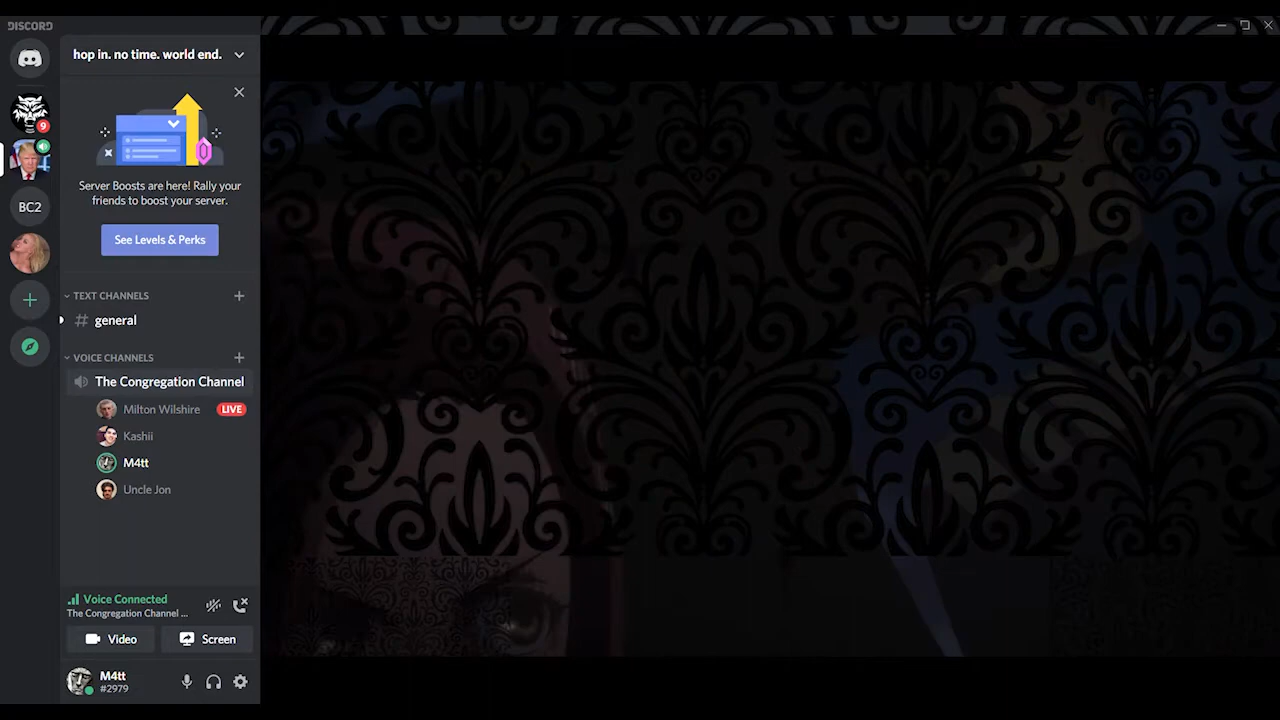 DISCORD
hop in. no time. world end.
9
BC2
Server Boosts are here! Rally your
friends to boost your server.
See Levels & Perks
TEXT CHANNELS
# general
VOICE CHANNELS
The Congregation Channel
Milton Wilshire LIVE
Kashii
M4tt
Uncle Jon
Voice Connected
The Congregation Channel ...
Video Screen
M4tt
#2979